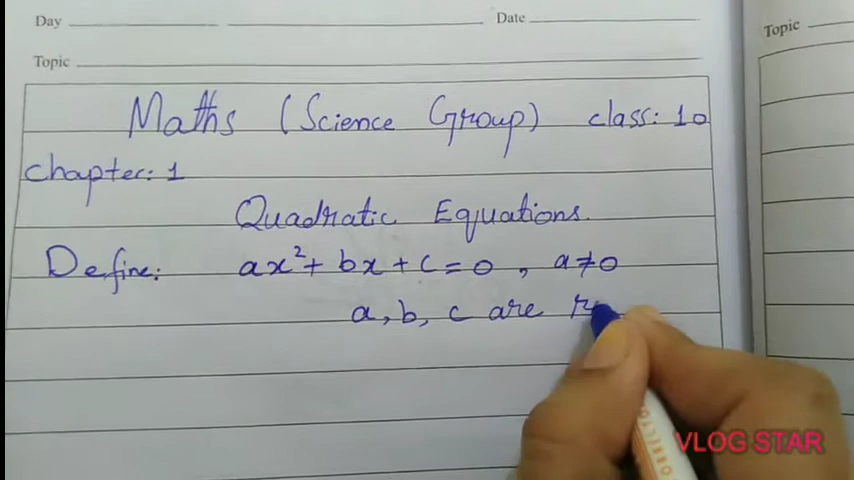 Day Date
Topic
Topic
Maths (Science Group) class: 10
chapter: 1
Quadratic Equations.
Define: ax²+ bx + c = 0 , a ≠ 0
a, b, c are
VLOG STAR